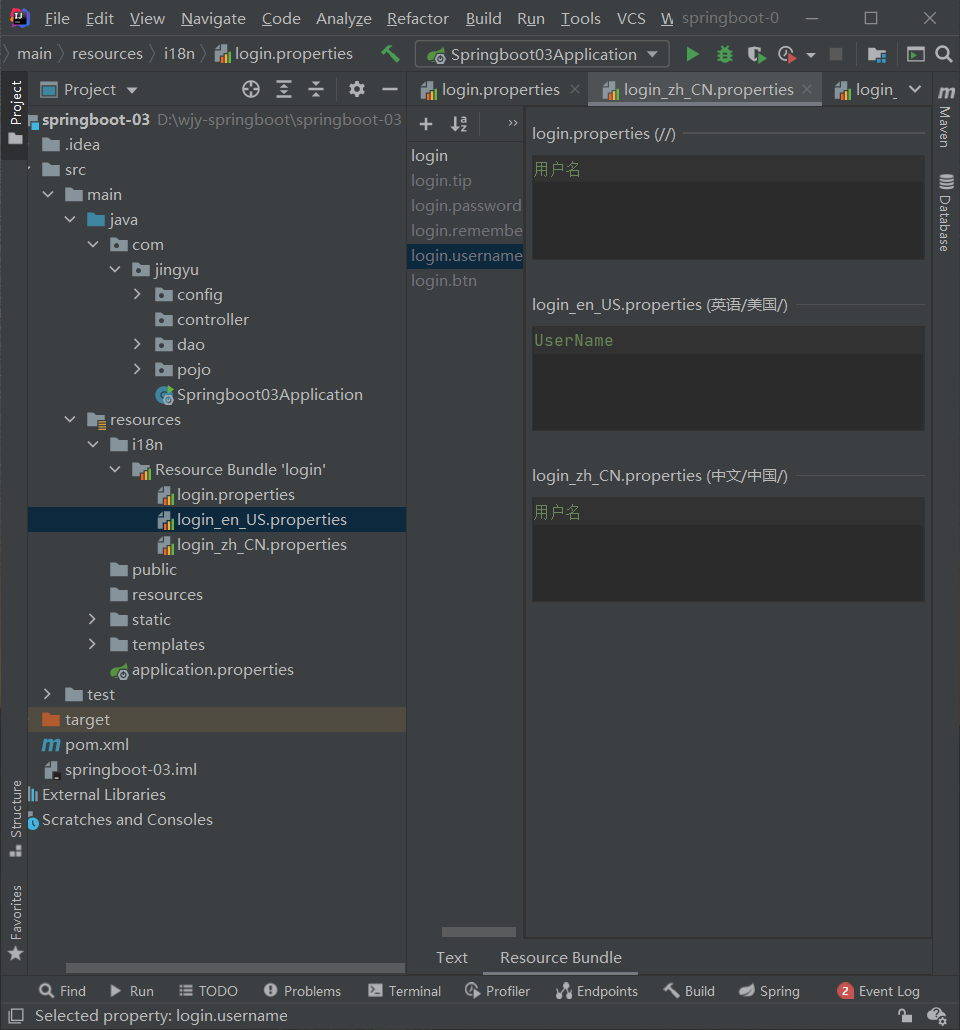 File Edit View Navigate Code Analyze Refactor Build Run Tools VCS W springboot-0
main resources i18n login.properties Springboot03Application
Project
login.properties login_zh_CN.properties login_
springboot-03 D:\wjy-springboot\springboot-03
.idea
src
main
java
com
jingyu
config
controller
dao
pojo
Springboot03Application
resources
i18n
Resource Bundle 'login'
login.properties
login_en_US.properties
login_zh_CN.properties
public
resources
static
templates
application.properties
test
target
pom.xml
springboot-03.iml
External Libraries
Scratches and Consoles
login
login.tip
login.password
login.remembe
login.username
login.btn
login.properties (//)
用户名
login_en_US.properties (英语/美国/)
UserName
login_zh_CN.properties (中文/中国/)
用户名
Text Resource Bundle
Project
Structure
Favorites
Maven
Database
Find Run TODO Problems Terminal Profiler Endpoints Build Spring 2 Event Log
Selected property: login.username